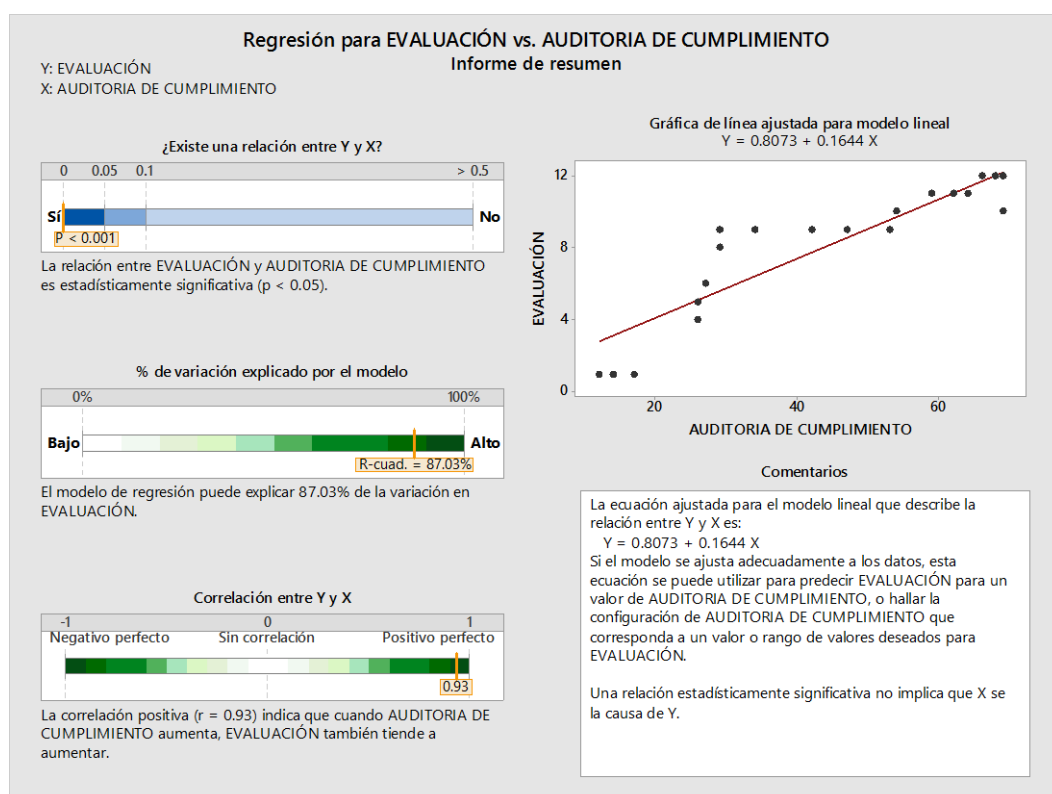 Regresión para EVALUACIÓN vs. AUDITORIA DE CUMPLIMIENTO
Informe de resumen
Y: EVALUACIÓN
X: AUDITORIA DE CUMPLIMIENTO
¿Existe una relación entre Y y X?
0 0.05 0.1 > 0.5
Sí No
P < 0.001
La relación entre EVALUACIÓN y AUDITORIA DE CUMPLIMIENTO
es estadísticamente significativa (p < 0.05).
% de variación explicado por el modelo
0% 100%
Bajo Alto
R-cuad. = 87.03%
El modelo de regresión puede explicar 87.03% de la variación en
EVALUACIÓN.
Correlación entre Y y X
-1 0 1
Negativo perfecto Sin correlación Positivo perfecto
0.93
La correlación positiva (r = 0.93) indica que cuando AUDITORIA DE
CUMPLIMIENTO aumenta, EVALUACIÓN también tiende a
aumentar.
Gráfica de línea ajustada para modelo lineal
Y = 0.8073 + 0.1644 X
12
8
4
0
EVALUACIÓN
20 40 60
AUDITORIA DE CUMPLIMIENTO
Comentarios
La ecuación ajustada para el modelo lineal que describe la
relación entre Y y X es:
Y = 0.8073 + 0.1644 X
Si el modelo se ajusta adecuadamente a los datos, esta
ecuación se puede utilizar para predecir EVALUACIÓN para un
valor de AUDITORIA DE CUMPLIMIENTO, o hallar la
configuración de AUDITORIA DE CUMPLIMIENTO que
corresponda a un valor o rango de valores deseados para
EVALUACIÓN.
Una relación estadísticamente significativa no implica que X se
la causa de Y.